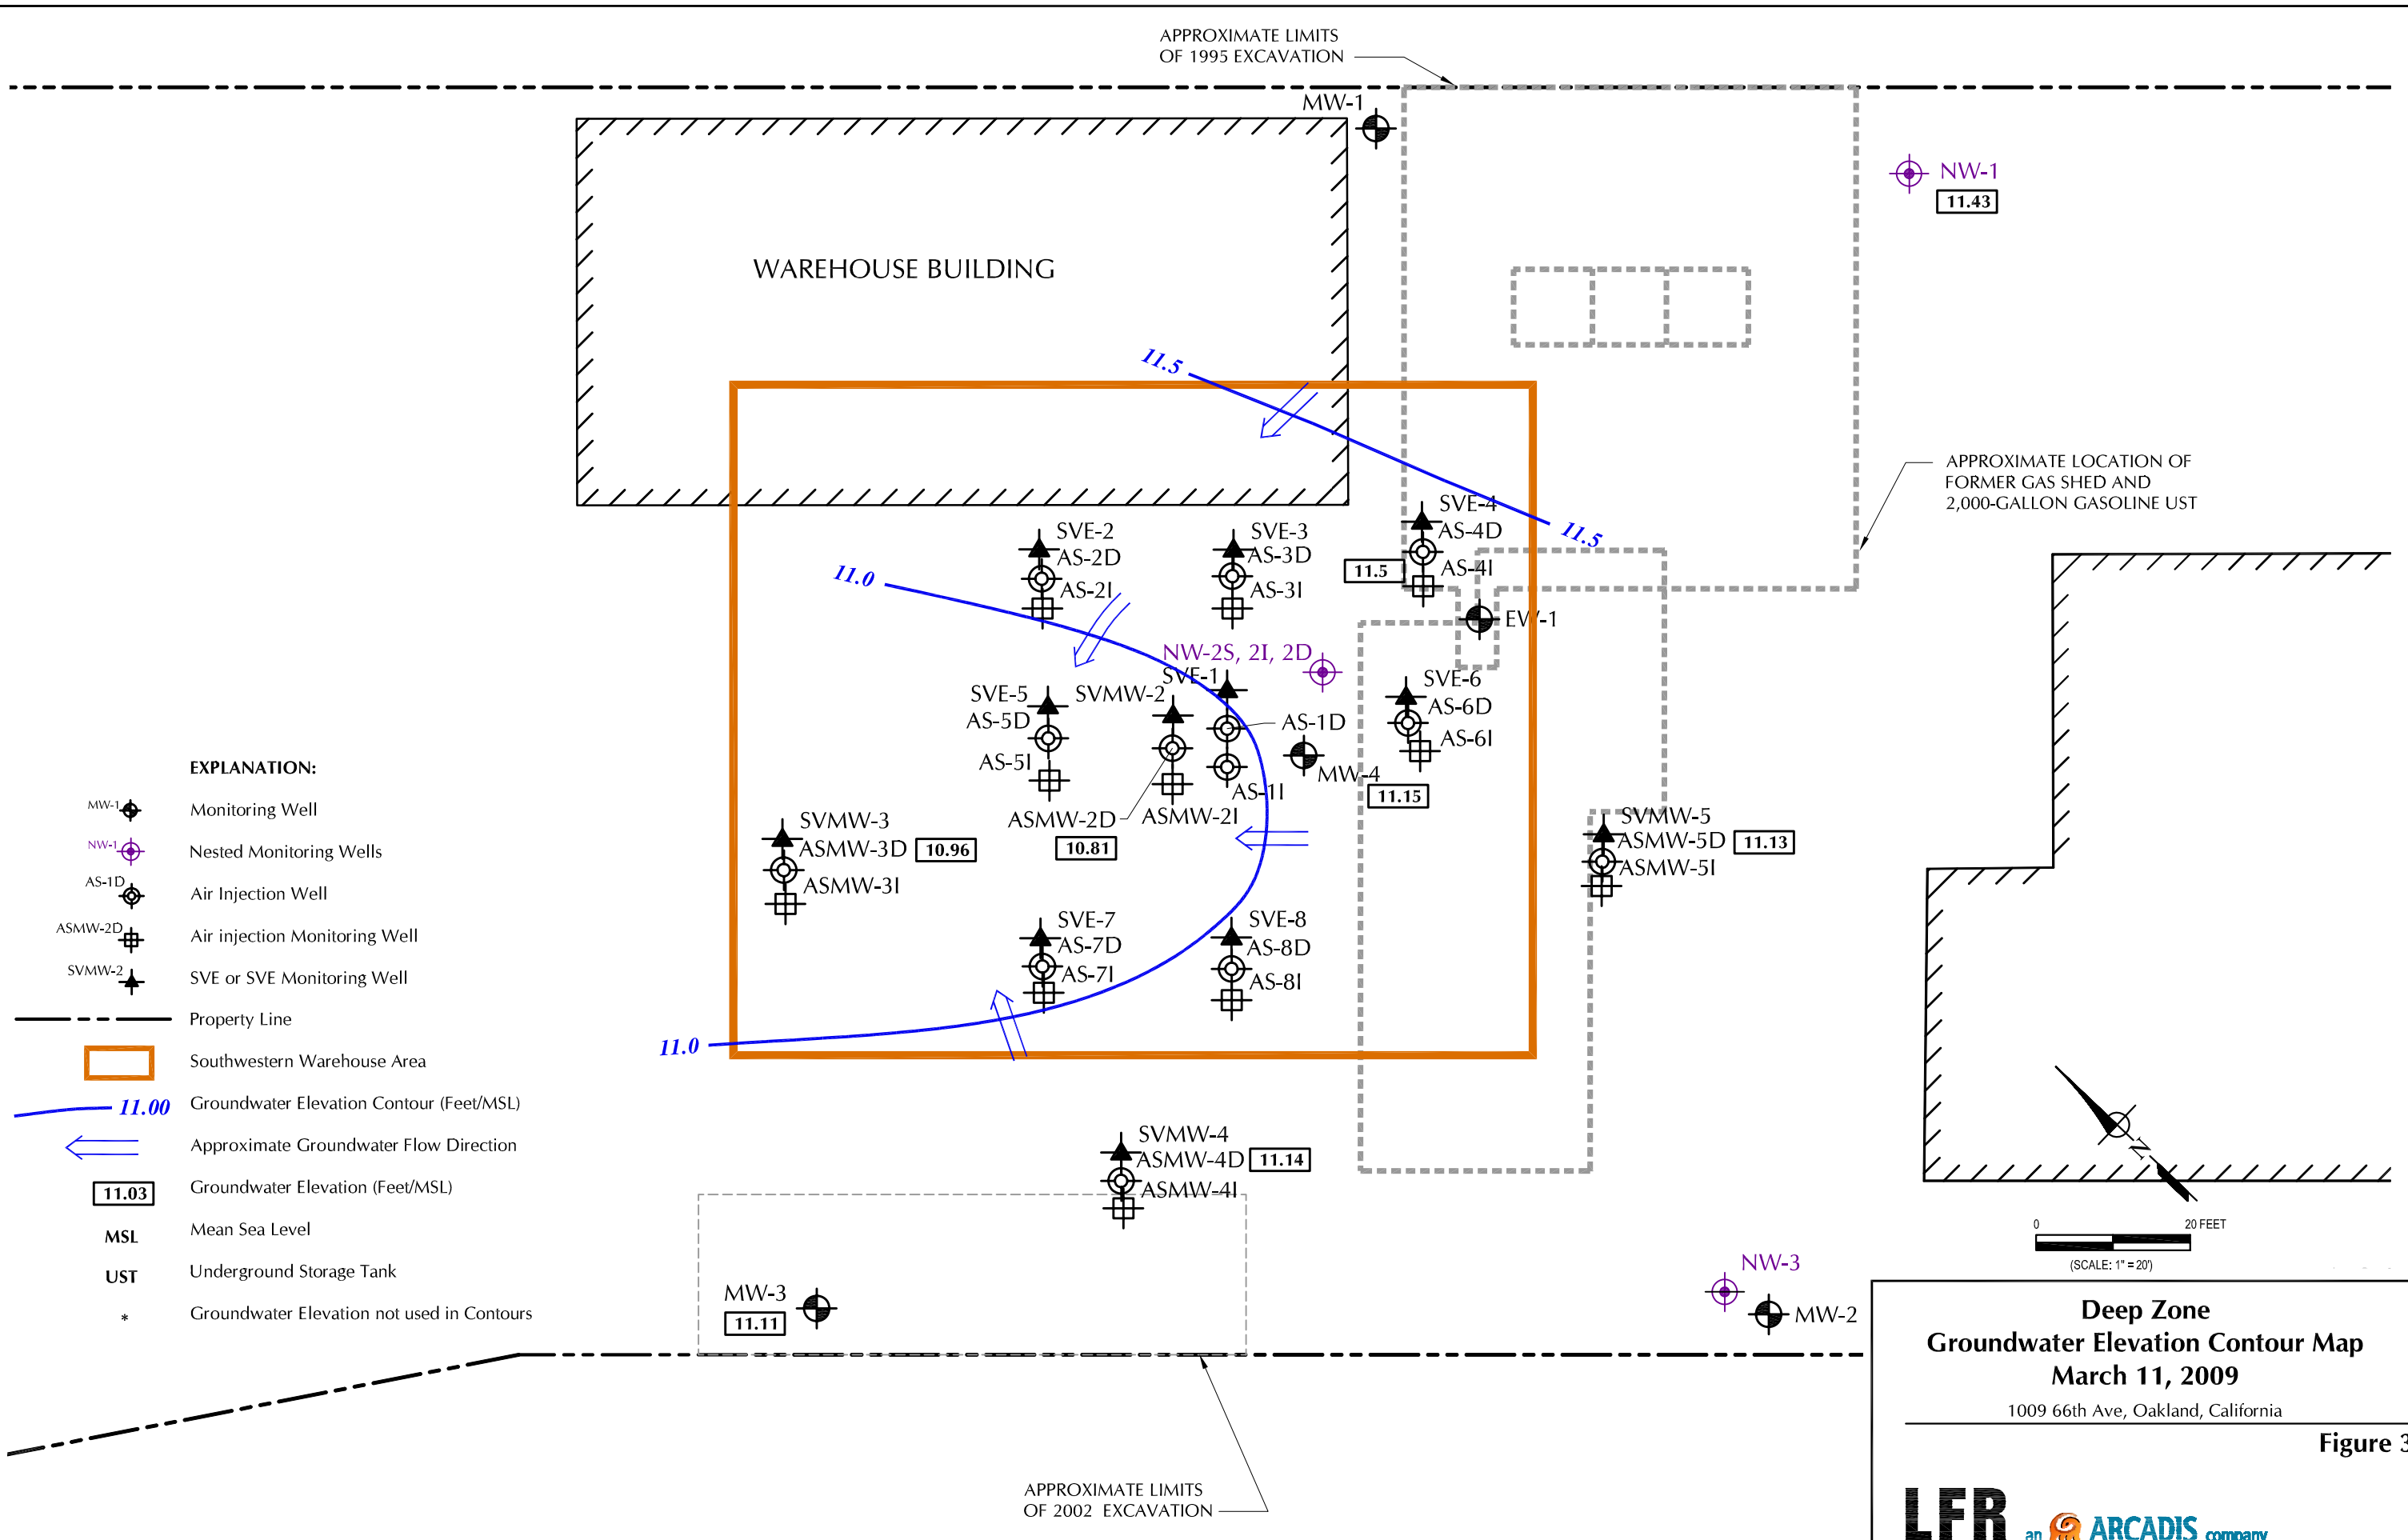 APPROXIMATE LIMITS
OF 1995 EXCAVATION
MW-1
NW-1
11.43
WAREHOUSE BUILDING
11.5
APPROXIMATE LOCATION OF
FORMER GAS SHED AND
2,000-GALLON GASOLINE UST
SVE-4
AS-4D
11.5
AS-4I
11.5
SVE-2
AS-2D
AS-2I
SVE-3
AS-3D
AS-3I
11.0
EW-1
NW-2S, 2I, 2D
SVE-1
SVE-5
AS-5D
AS-5I
SVMW-2
AS-1D
AS-1I
MW-4
11.15
SVE-6
AS-6D
AS-6I
ASMW-2D
10.81
ASMW-2I
SVMW-3
ASMW-3D
10.96
ASMW-3I
SVMW-5
ASMW-5D
11.13
ASMW-5I
SVE-7
AS-7D
AS-7I
SVE-8
AS-8D
AS-8I
11.0
SVMW-4
ASMW-4D
11.14
ASMW-4I
MW-3
11.11
NW-3
MW-2
APPROXIMATE LIMITS
OF 2002 EXCAVATION
EXPLANATION:
MW-1 Monitoring Well
NW-1 Nested Monitoring Wells
AS-1D Air Injection Well
ASMW-2D Air injection Monitoring Well
SVMW-2 SVE or SVE Monitoring Well
Property Line
Southwestern Warehouse Area
11.00 Groundwater Elevation Contour (Feet/MSL)
Approximate Groundwater Flow Direction
11.03 Groundwater Elevation (Feet/MSL)
MSL Mean Sea Level
UST Underground Storage Tank
* Groundwater Elevation not used in Contours
N
0 20 FEET
(SCALE: 1" = 20')
Deep Zone
Groundwater Elevation Contour Map
March 11, 2009
1009 66th Ave, Oakland, California
Figure 3
LFR an ARCADIS company